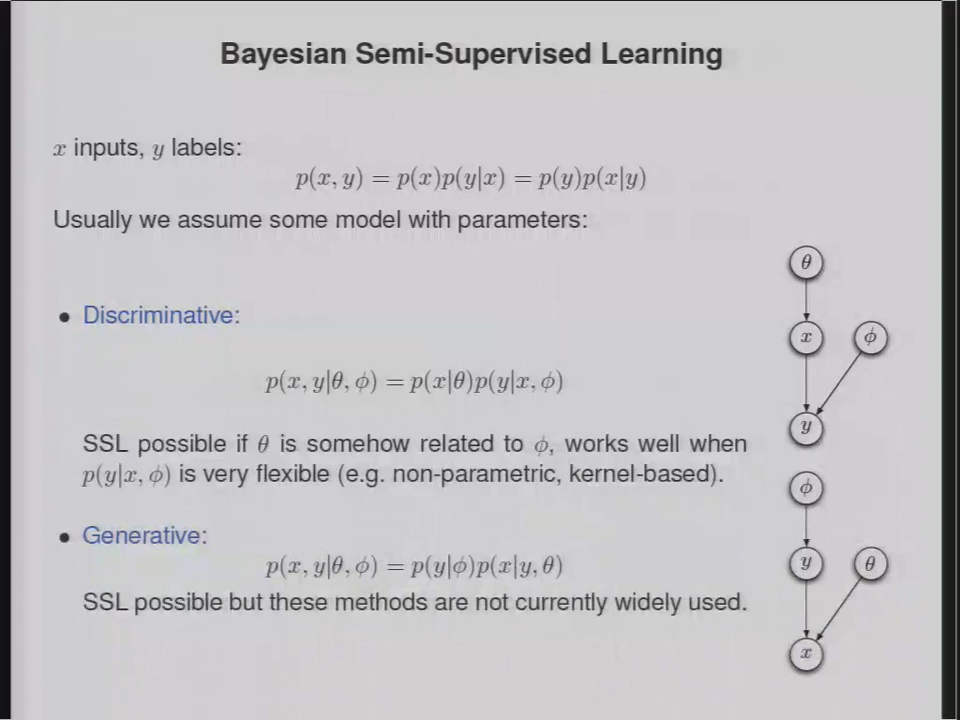 Bayesian Semi-Supervised Learning
x inputs, y labels:
p(x, y) = p(x)p(y|x) = p(y)p(x|y)
Usually we assume some model with parameters:
• Discriminative:
p(x, y|θ, ϕ) = p(x|θ)p(y|x, ϕ)
SSL possible if θ is somehow related to ϕ, works well when
p(y|x, ϕ) is very flexible (e.g. non-parametric, kernel-based).
θ
x
ϕ
y
• Generative:
p(x, y|θ, ϕ) = p(y|ϕ)p(x|y, θ)
SSL possible but these methods are not currently widely used.
ϕ
y
θ
x